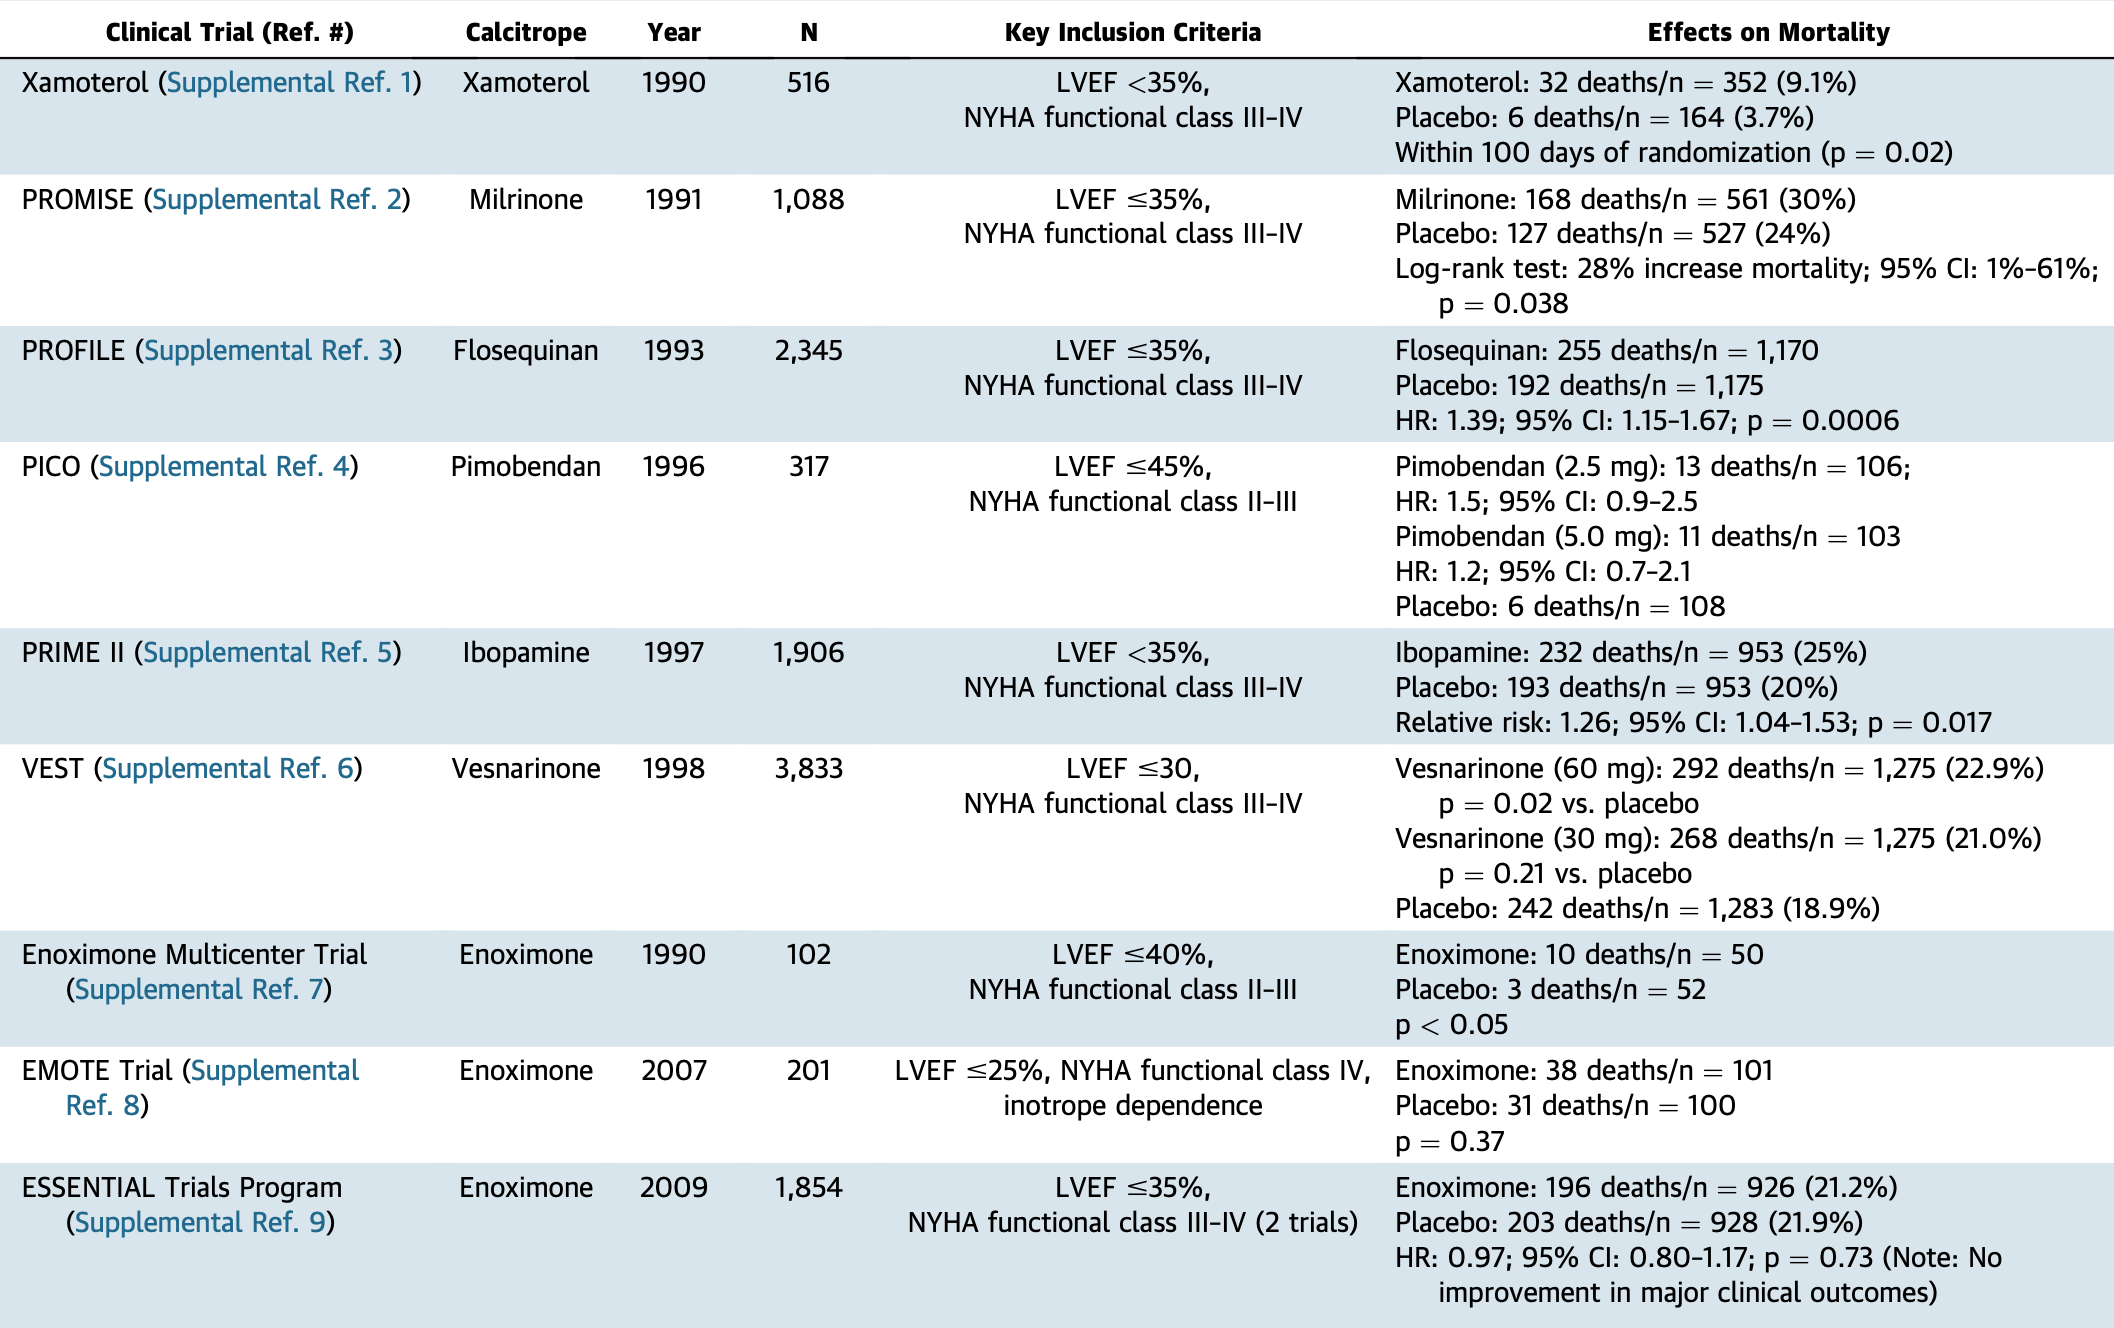 Clinical Trial (Ref. #) Calcitrope Year N Key Inclusion Criteria Effects on Mortality
Xamoterol (Supplemental Ref. 1) Xamoterol 1990 516 LVEF <35%, Xamoterol: 32 deaths/n = 352 (9.1%)
NYHA functional class III–IV Placebo: 6 deaths/n = 164 (3.7%)
Within 100 days of randomization (p = 0.02)
PROMISE (Supplemental Ref. 2) Milrinone 1991 1,088 LVEF ≤35%, Milrinone: 168 deaths/n = 561 (30%)
NYHA functional class III–IV Placebo: 127 deaths/n = 527 (24%)
Log-rank test: 28% increase mortality; 95% CI: 1%–61%;
p = 0.038
PROFILE (Supplemental Ref. 3) Flosequinan 1993 2,345 LVEF ≤35%, Flosequinan: 255 deaths/n = 1,170
NYHA functional class III–IV Placebo: 192 deaths/n = 1,175
HR: 1.39; 95% CI: 1.15–1.67; p = 0.0006
PICO (Supplemental Ref. 4) Pimobendan 1996 317 LVEF ≤45%, Pimobendan (2.5 mg): 13 deaths/n = 106;
NYHA functional class II–III HR: 1.5; 95% CI: 0.9–2.5
Pimobendan (5.0 mg): 11 deaths/n = 103
HR: 1.2; 95% CI: 0.7–2.1
Placebo: 6 deaths/n = 108
PRIME II (Supplemental Ref. 5) Ibopamine 1997 1,906 LVEF <35%, Ibopamine: 232 deaths/n = 953 (25%)
NYHA functional class III–IV Placebo: 193 deaths/n = 953 (20%)
Relative risk: 1.26; 95% CI: 1.04–1.53; p = 0.017
VEST (Supplemental Ref. 6) Vesnarinone 1998 3,833 LVEF ≤30, Vesnarinone (60 mg): 292 deaths/n = 1,275 (22.9%)
NYHA functional class III–IV p = 0.02 vs. placebo
Vesnarinone (30 mg): 268 deaths/n = 1,275 (21.0%)
p = 0.21 vs. placebo
Placebo: 242 deaths/n = 1,283 (18.9%)
Enoximone Multicenter Trial Enoximone 1990 102 LVEF ≤40%, Enoximone: 10 deaths/n = 50
(Supplemental Ref. 7) NYHA functional class II–III Placebo: 3 deaths/n = 52
p < 0.05
EMOTE Trial (Supplemental Enoximone 2007 201 LVEF ≤25%, NYHA functional class IV, Enoximone: 38 deaths/n = 101
Ref. 8) inotrope dependence Placebo: 31 deaths/n = 100
p = 0.37
ESSENTIAL Trials Program Enoximone 2009 1,854 LVEF ≤35%, Enoximone: 196 deaths/n = 926 (21.2%)
(Supplemental Ref. 9) NYHA functional class III–IV (2 trials) Placebo: 203 deaths/n = 928 (21.9%)
HR: 0.97; 95% CI: 0.80–1.17; p = 0.73 (Note: No
improvement in major clinical outcomes)